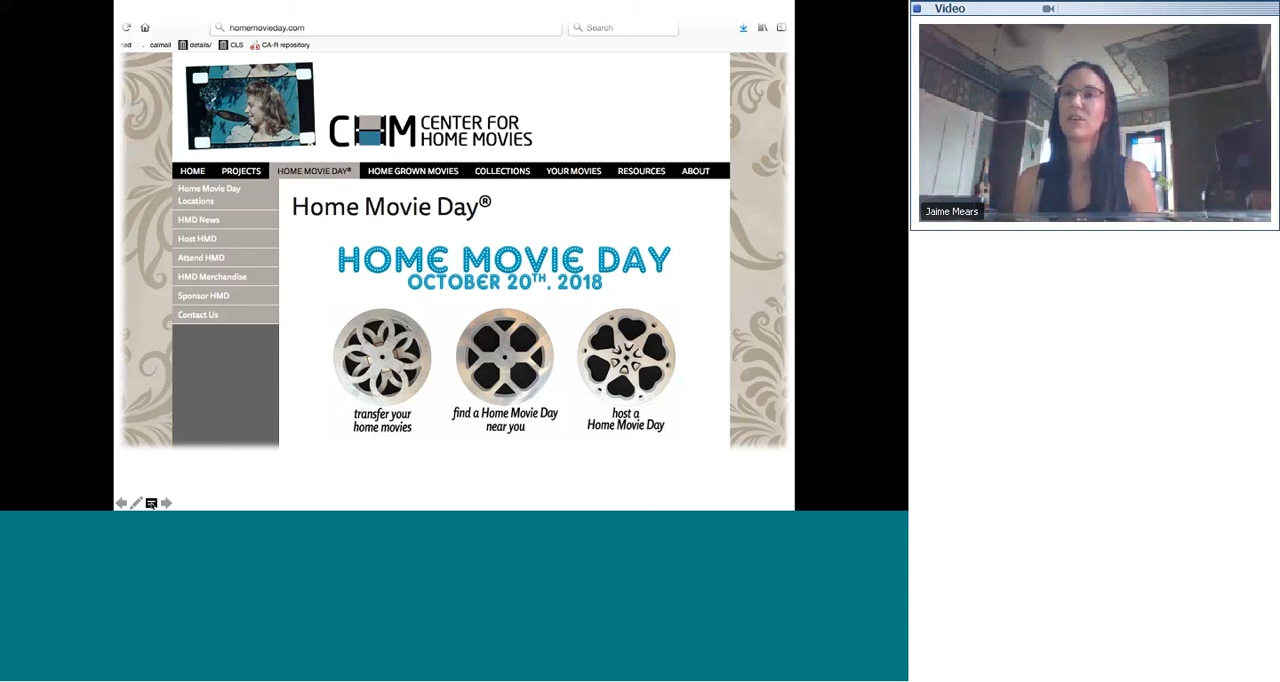 Video
homemovieday.com
Search
ted
calmail
details/
CLS
CA-R repository
CHM
CENTER FOR
HOME MOVIES
HOME
PROJECTS
HOME MOVIE DAY®
HOME GROWN MOVIES
COLLECTIONS
YOUR MOVIES
RESOURCES
ABOUT
Home Movie Day
Locations
HMD News
Host HMD
Attend HMD
HMD Merchandise
Sponsor HMD
Contact Us
Home Movie Day®
HOME MOVIE DAY
OCTOBER 20TH. 2018
transfer your
home movies
find a Home Movie Day
near you
host a
Home Movie Day
Jaime Mears